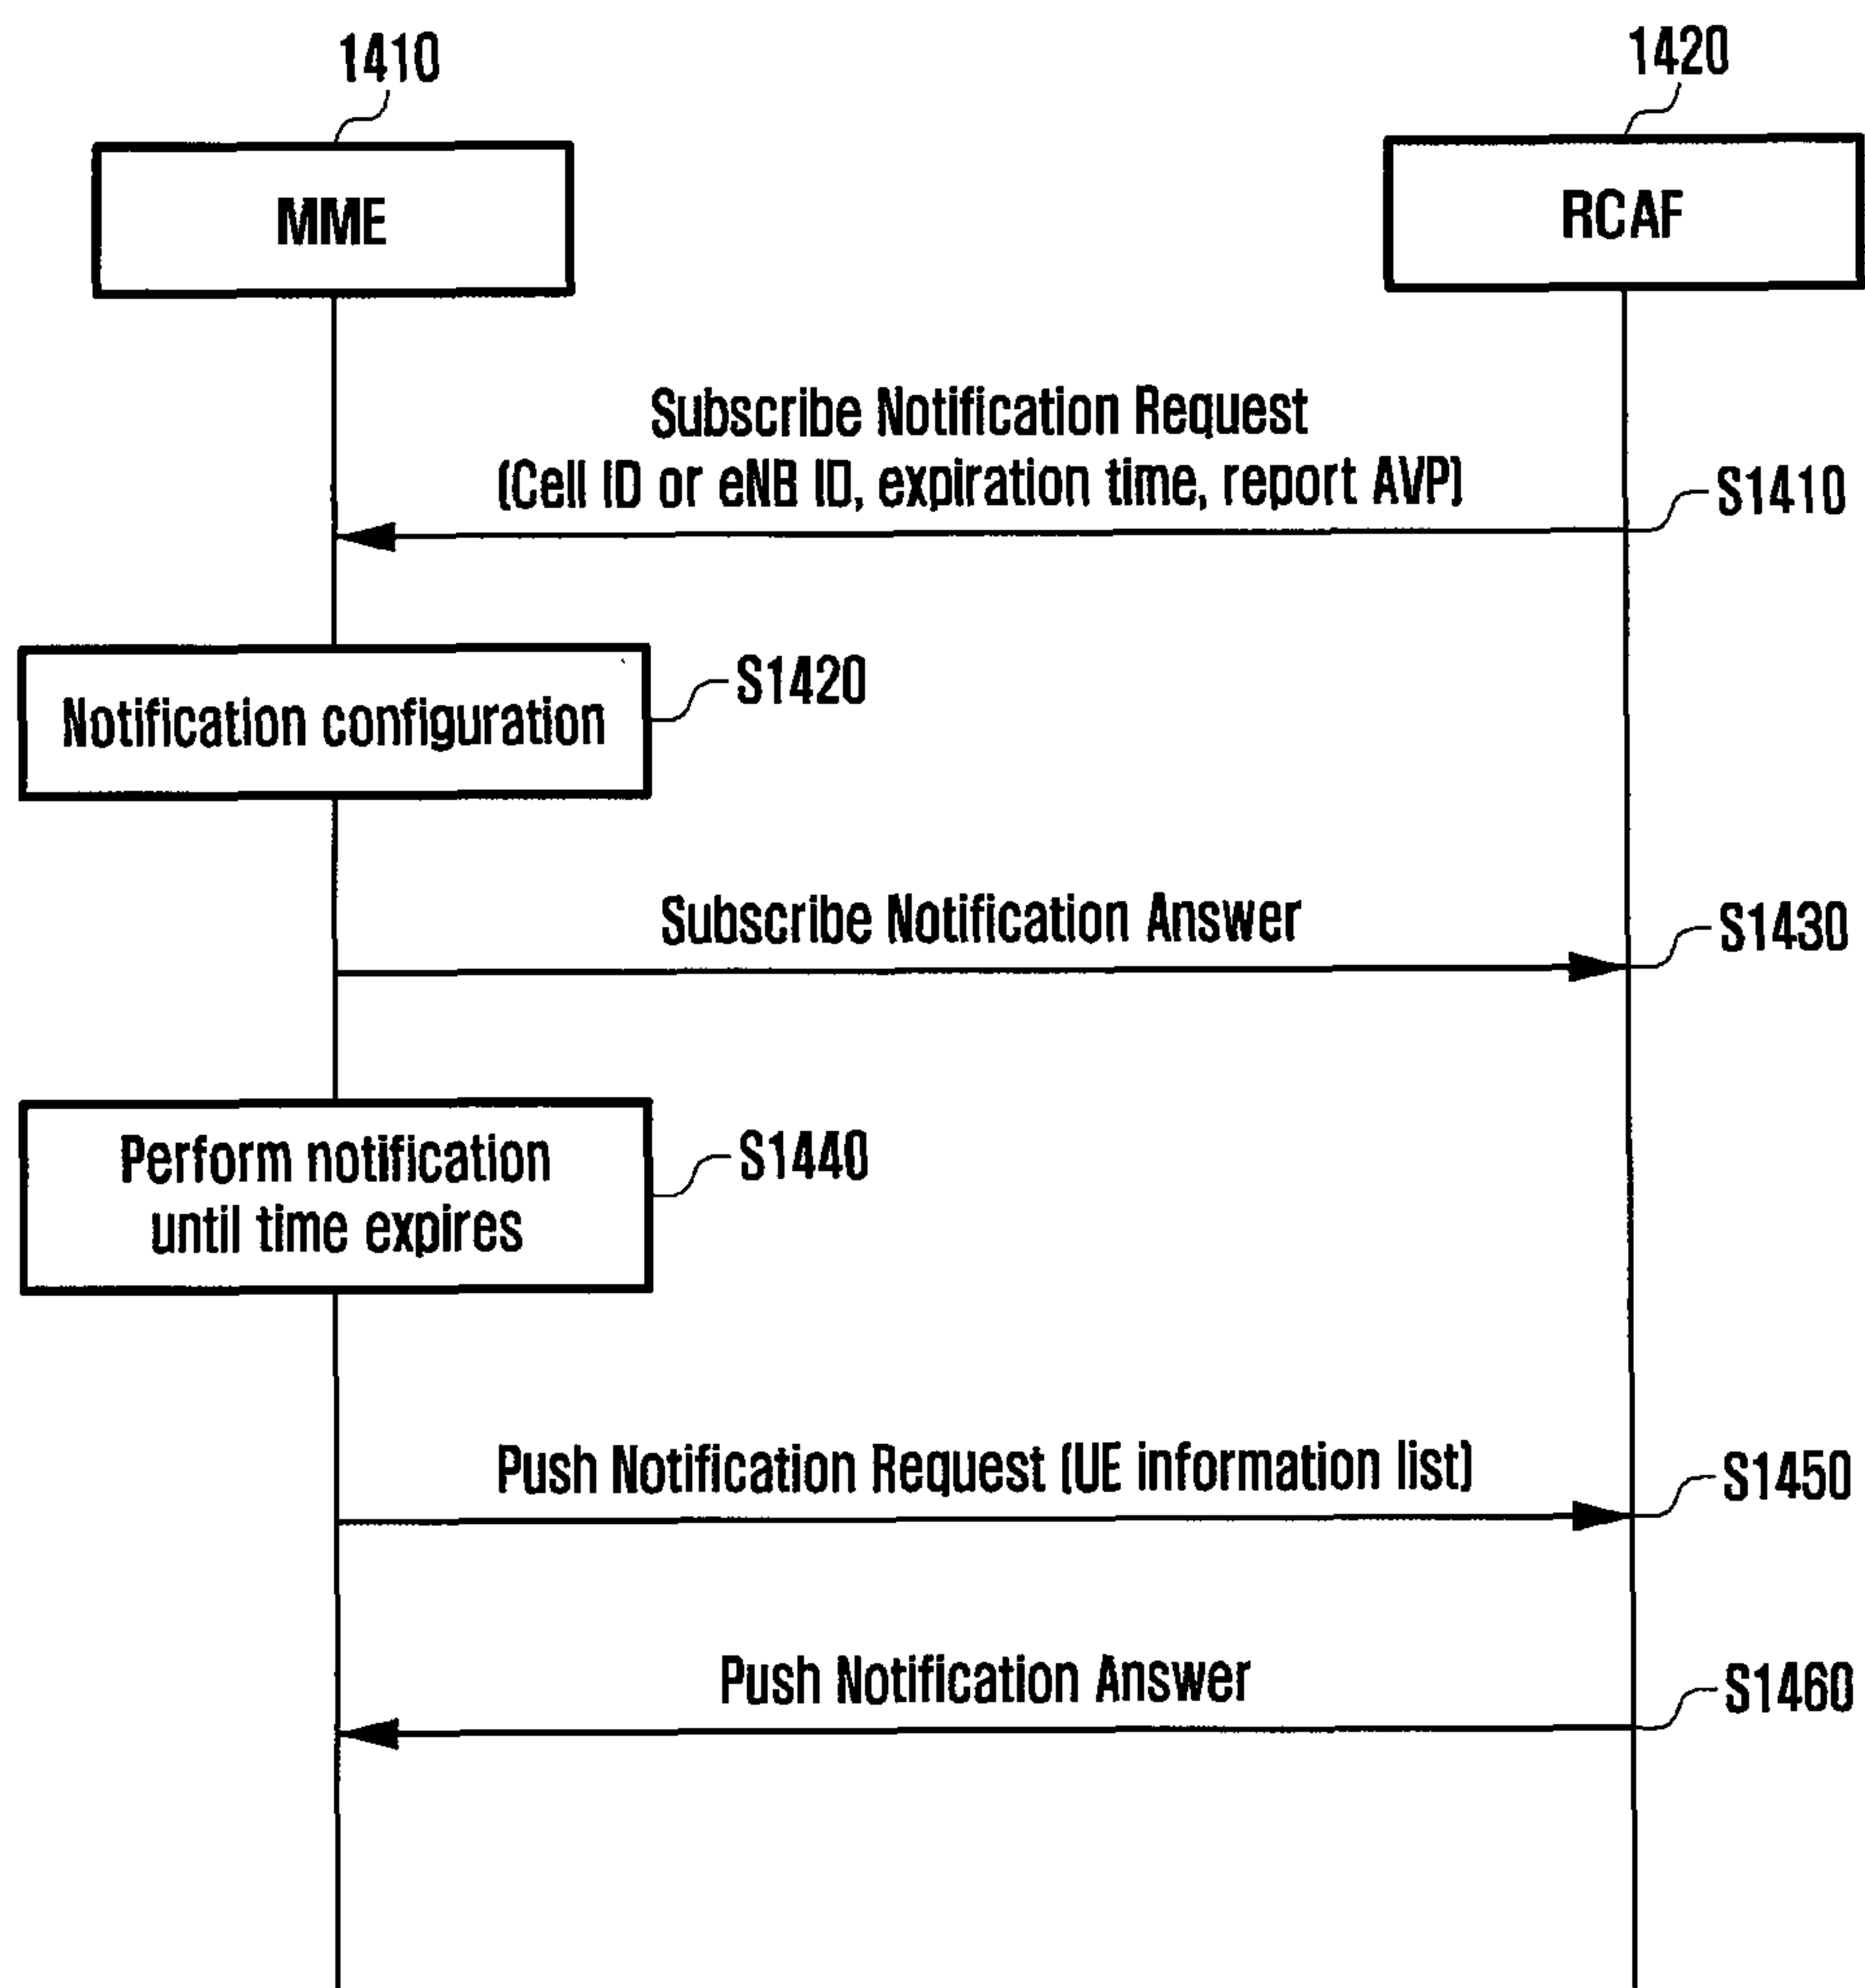 1410
1420
MME
RCAF
Subscribe Notification Request
(Cell ID or eNB ID, expiration time, report AVP)
S1410
Notification configuration
S1420
Subscribe Notification Answer
S1430
Perform notification
until time expires
S1440
Push Notification Request (UE information list)
S1450
Push Notification Answer
S1460